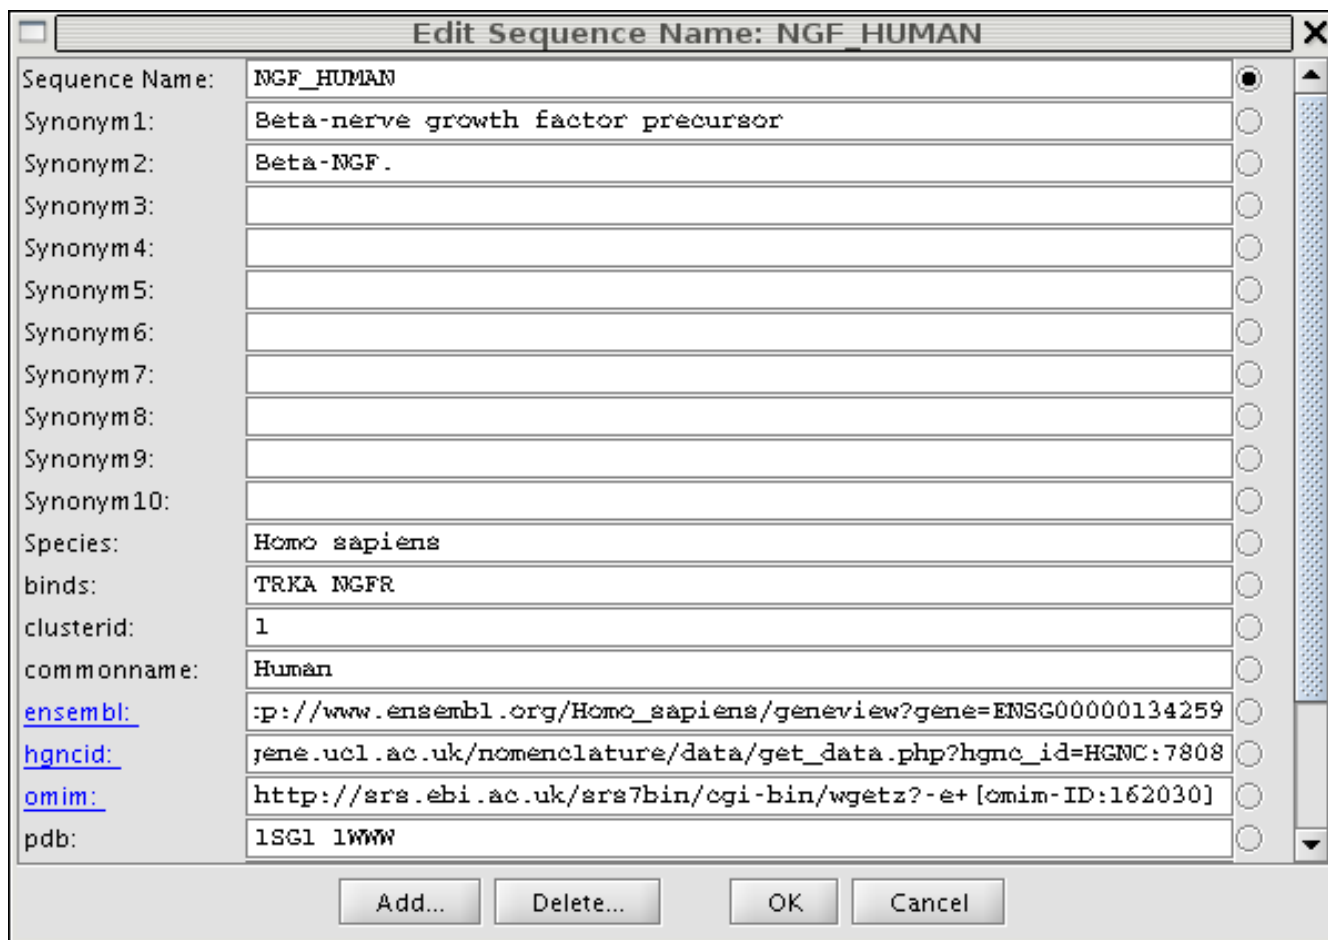 Edit Sequence Name: NGF_HUMAN
Sequence Name: NGF_HUMAN
Synonym1: Beta-nerve growth factor precursor
Synonym2: Beta-NGF.
Synonym3:
Synonym4:
Synonym5:
Synonym6:
Synonym7:
Synonym8:
Synonym9:
Synonym10:
Species: Homo sapiens
binds: TRKA NGFR
clusterid: 1
commonname: Human
ensembl: :p://www.ensembl.org/Homo_sapiens/geneview?gene=ENSG00000134259
hgncid: gene.ucl.ac.uk/nomenclature/data/get_data.php?hgnc_id=HGNC:7808
omim: http://srs.ebi.ac.uk/srs7bin/cgi-bin/wgetz?-e+[omim-ID:162030]
pdb: 1SG1 1WWW
Add... Delete... OK Cancel